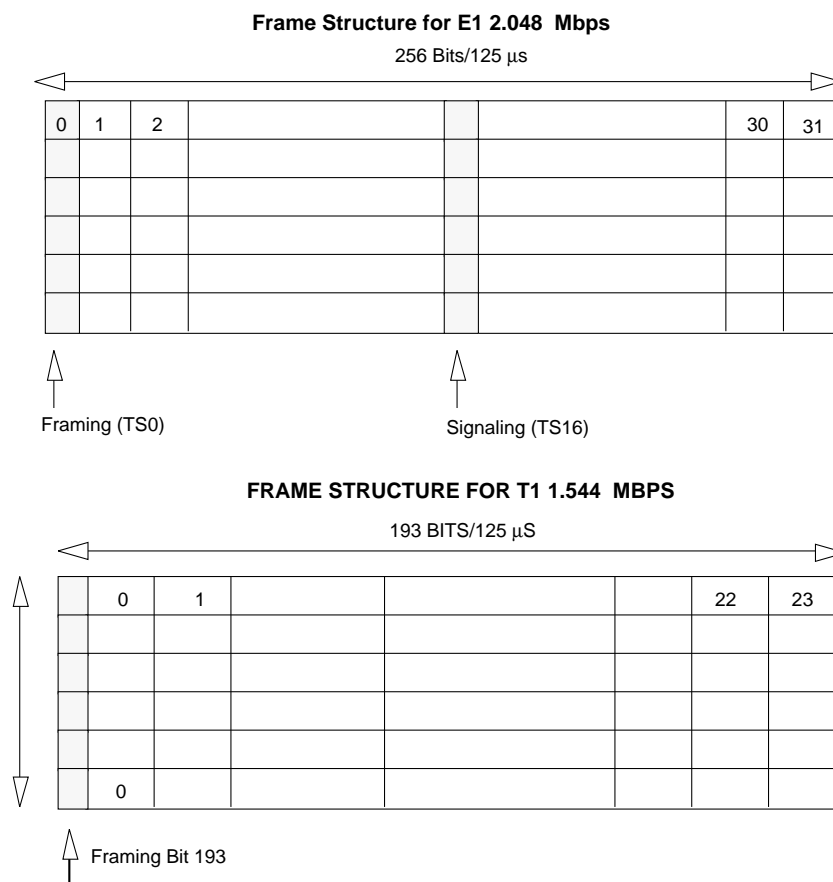 Frame Structure for E1 2.048 Mbps
256 Bits/125 μs
0 1 2 30 31
Framing (TS0) Signaling (TS16)
FRAME STRUCTURE FOR T1 1.544 MBPS
193 BITS/125 μS
0 1 22 23
0
Framing Bit 193